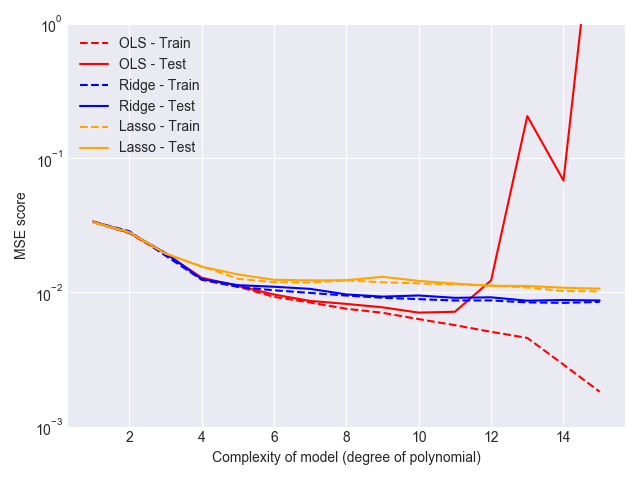 OLS - Train
OLS - Test
Ridge - Train
Ridge - Test
Lasso - Train
Lasso - Test
MSE score
10⁰
10⁻¹
10⁻²
10⁻³
2 4 6 8 10 12 14
Complexity of model (degree of polynomial)